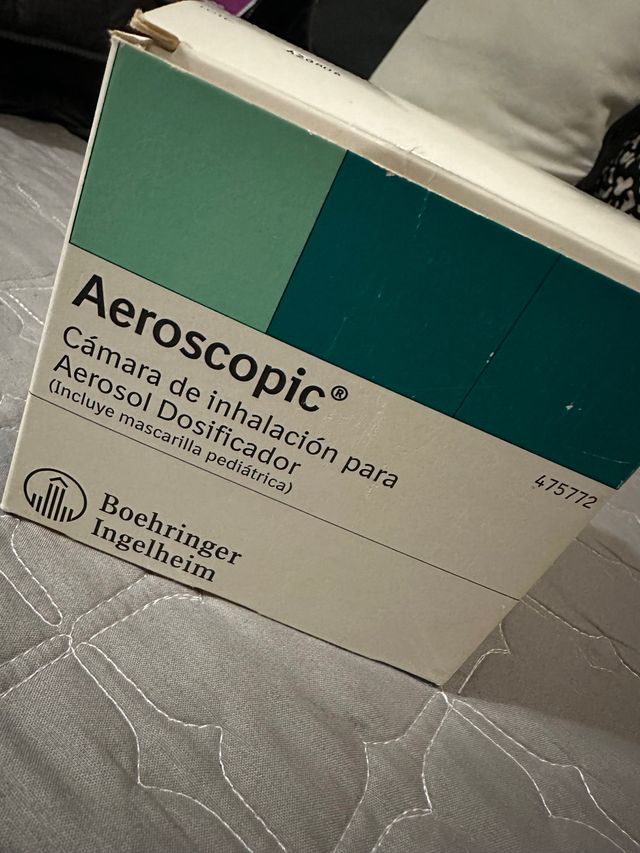 Aeroscopic®
Cámara de inhalación para
Aerosol Dosificador
(Incluye mascarilla pediátrica)
475772
Boehringer
Ingelheim